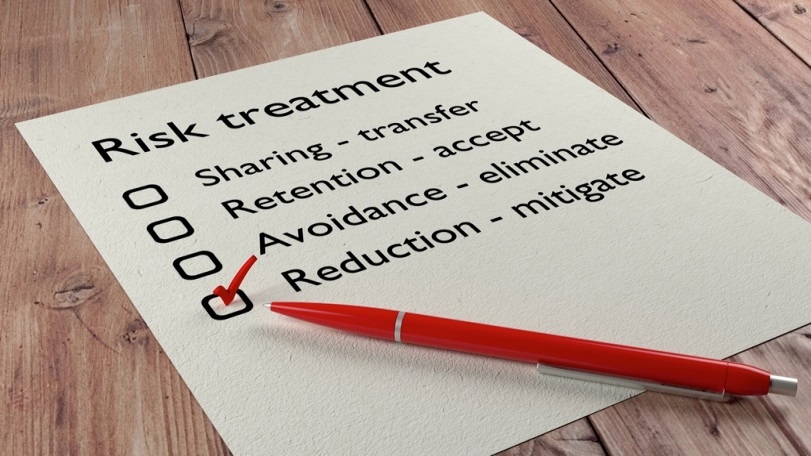 Risk treatment
Sharing - transfer
Retention - accept
Avoidance - eliminate
Reduction - mitigate